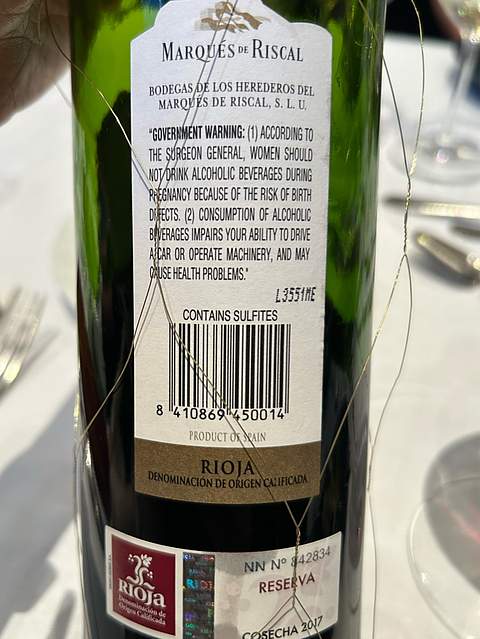 MARQUÉS DE RISCAL
BODEGAS DE LOS HEREDEROS DEL
MARQUÉS DE RISCAL, S. L. U.
"GOVERNMENT WARNING: (1) ACCORDING TO
THE SURGEON GENERAL, WOMEN SHOULD
NOT DRINK ALCOHOLIC BEVERAGES DURING
PREGNANCY BECAUSE OF THE RISK OF BIRTH
DEFECTS. (2) CONSUMPTION OF ALCOHOLIC
BEVERAGES IMPAIRS YOUR ABILITY TO DRIVE
A CAR OR OPERATE MACHINERY, AND MAY
CAUSE HEALTH PROBLEMS."
L3551ME
CONTAINS SULFITES
8 410869 450014
PRODUCT OF SPAIN
RIOJA
DENOMINACIÓN DE ORIGEN CALIFICADA
NN Nº 842834
RESERVA
COSECHA 2017
RIOJA
Denominación de
Origen Calificada